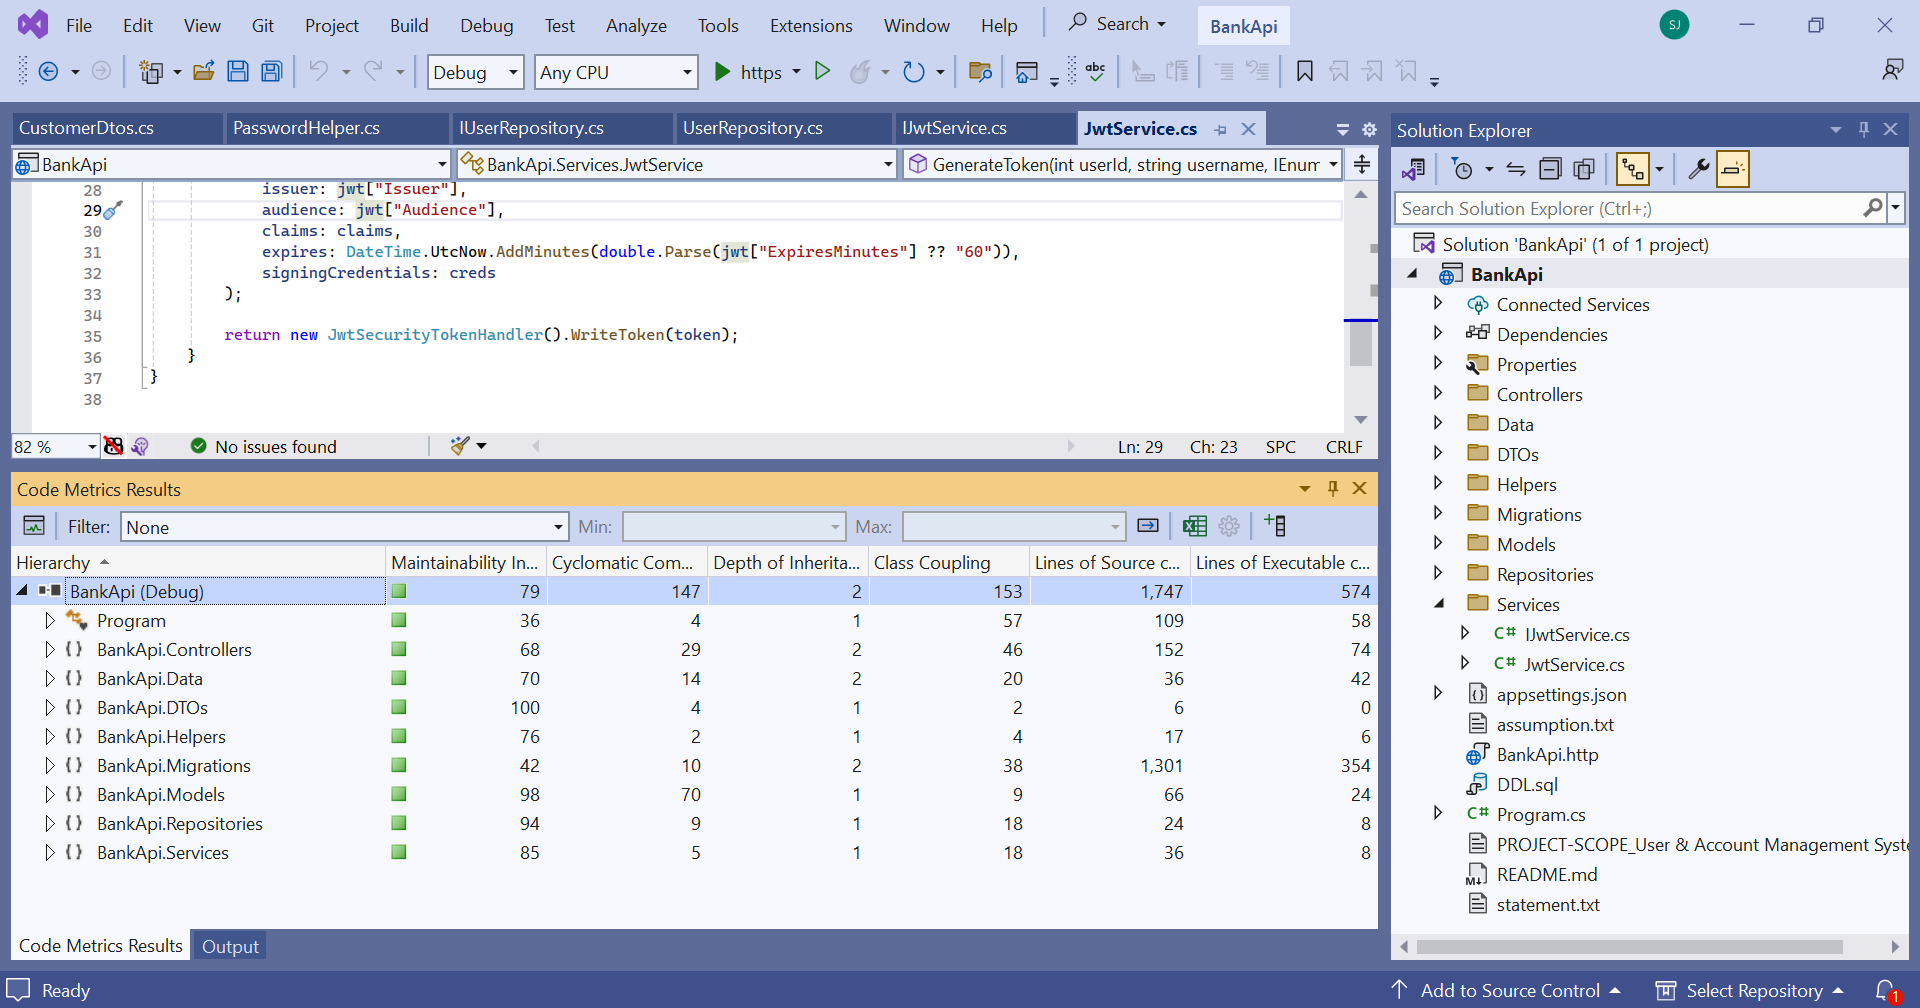 File Edit View Git Project Build Debug Test Analyze Tools Extensions Window Help Search BankApi SJ
Debug Any CPU https abc
CustomerDtos.cs PasswordHelper.cs IUserRepository.cs UserRepository.cs IJwtService.cs JwtService.cs
BankApi BankApi.Services.JwtService GenerateToken(int userId, string username, IEnum
28 issuer: jwt["Issuer"],
29 audience: jwt["Audience"],
30 claims: claims,
31 expires: DateTime.UtcNow.AddMinutes(double.Parse(jwt["ExpiresMinutes"] ?? "60")),
32 signingCredentials: creds
33 );
34
35 return new JwtSecurityTokenHandler().WriteToken(token);
36 }
37 }
38
82 % No issues found Ln: 29 Ch: 23 SPC CRLF
Code Metrics Results
Filter: None Min: Max:
Hierarchy Maintainability In... Cyclomatic Com... Depth of Inherita... Class Coupling Lines of Source c... Lines of Executable c...
BankApi (Debug) 79 147 2 153 1,747 574
Program 36 4 1 57 109 58
{ } BankApi.Controllers 68 29 2 46 152 74
{ } BankApi.Data 70 14 2 20 36 42
{ } BankApi.DTOs 100 4 1 2 6 0
{ } BankApi.Helpers 76 2 1 4 17 6
{ } BankApi.Migrations 42 10 2 38 1,301 354
{ } BankApi.Models 98 70 1 9 66 24
{ } BankApi.Repositories 94 9 1 18 24 8
{ } BankApi.Services 85 5 1 18 36 8
Code Metrics Results Output
Solution Explorer
Search Solution Explorer (Ctrl+;)
Solution 'BankApi' (1 of 1 project)
BankApi
Connected Services
Dependencies
Properties
Controllers
Data
DTOs
Helpers
Migrations
Models
Repositories
Services
C# IJwtService.cs
C# JwtService.cs
appsettings.json
assumption.txt
BankApi.http
DDL.sql
C# Program.cs
PROJECT-SCOPE_User & Account Management Syste
README.md
statement.txt
Ready Add to Source Control Select Repository 1